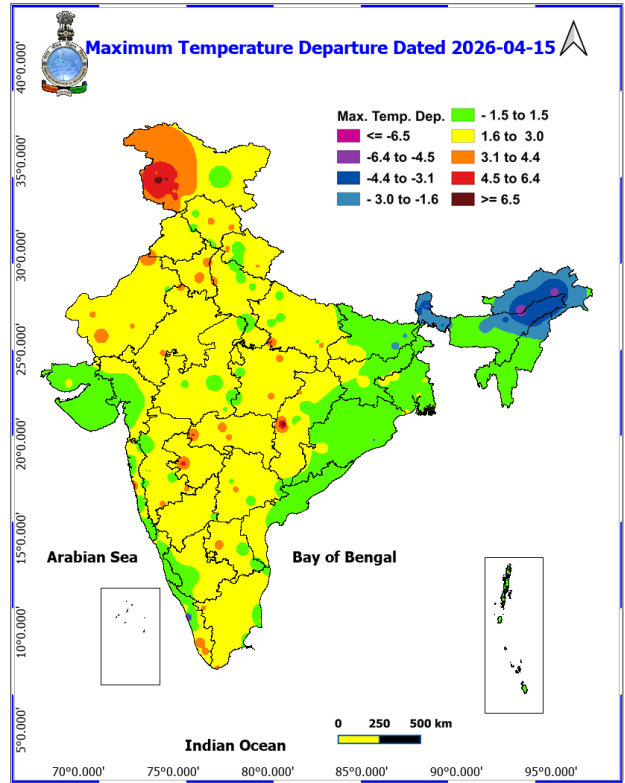 Maximum Temperature Departure Dated 2026-04-15
Max. Temp. Dep.
<= -6.5
-6.4 to -4.5
-4.4 to -3.1
- 3.0 to -1.6
- 1.5 to 1.5
1.6 to 3.0
3.1 to 4.4
4.5 to 6.4
>= 6.5
40°0.000'
35°0.000'
30°0.000'
25°0.000'
20°0.000'
15°0.000'
10°0.000'
5°0.000'
Arabian Sea
Bay of Bengal
Indian Ocean
0 250 500 km
70°0.000' 75°0.000' 80°0.000' 85°0.000' 90°0.000' 95°0.000'